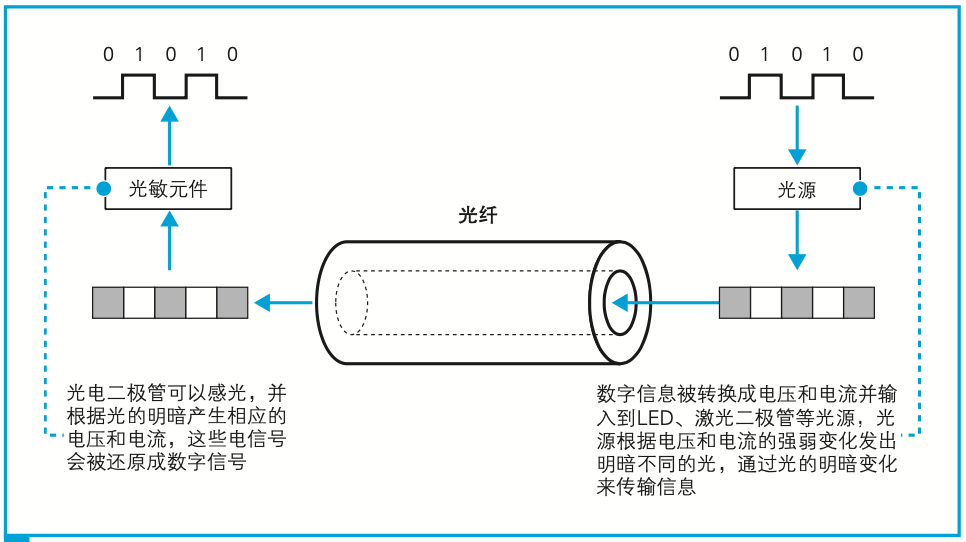 0 1 0 1 0
0 1 0 1 0
光敏元件
光源
光纤
光电二极管可以感光，并
根据光的明暗产生相应的
电压和电流，这些电信号
会被还原成数字信号
数字信息被转换成电压和电流并输
入到LED、激光二极管等光源，光
源根据电压和电流的强弱变化发出
明暗不同的光，通过光的明暗变化
来传输信息